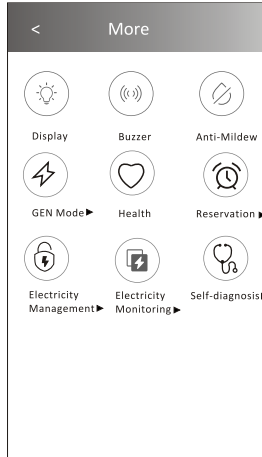 < More
Display Buzzer Anti-Mildew
GEN Mode▶ Health Reservation ▶
Electricity Electricity Self-diagnosis
Management▶ Monitoring▶